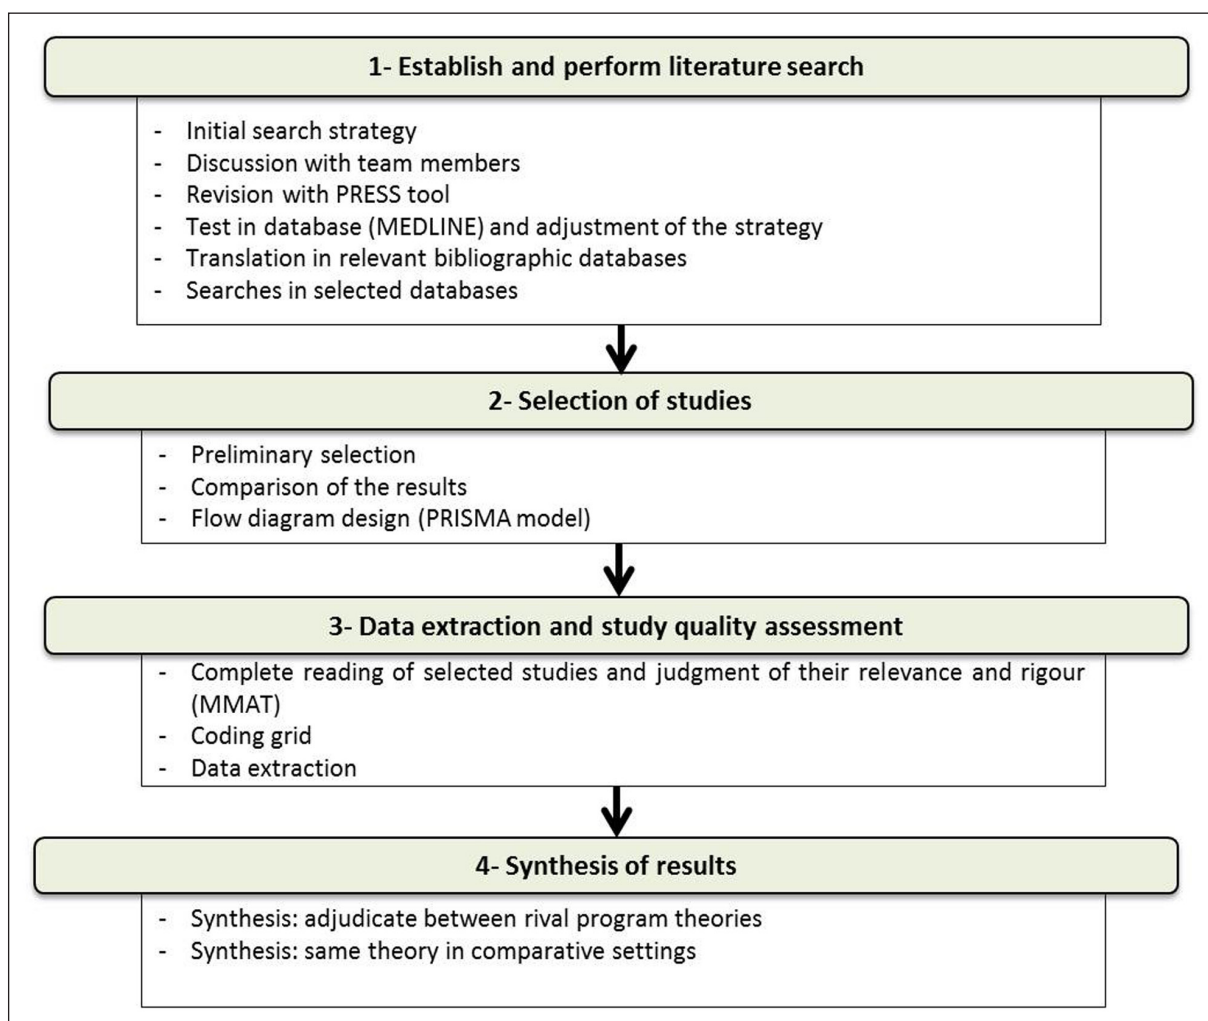 1- Establish and perform literature search
- Initial search strategy
- Discussion with team members
- Revision with PRESS tool
- Test in database (MEDLINE) and adjustment of the strategy
- Translation in relevant bibliographic databases
- Searches in selected databases
2- Selection of studies
- Preliminary selection
- Comparison of the results
- Flow diagram design (PRISMA model)
3- Data extraction and study quality assessment
- Complete reading of selected studies and judgment of their relevance and rigour
(MMAT)
- Coding grid
- Data extraction
4- Synthesis of results
- Synthesis: adjudicate between rival program theories
- Synthesis: same theory in comparative settings